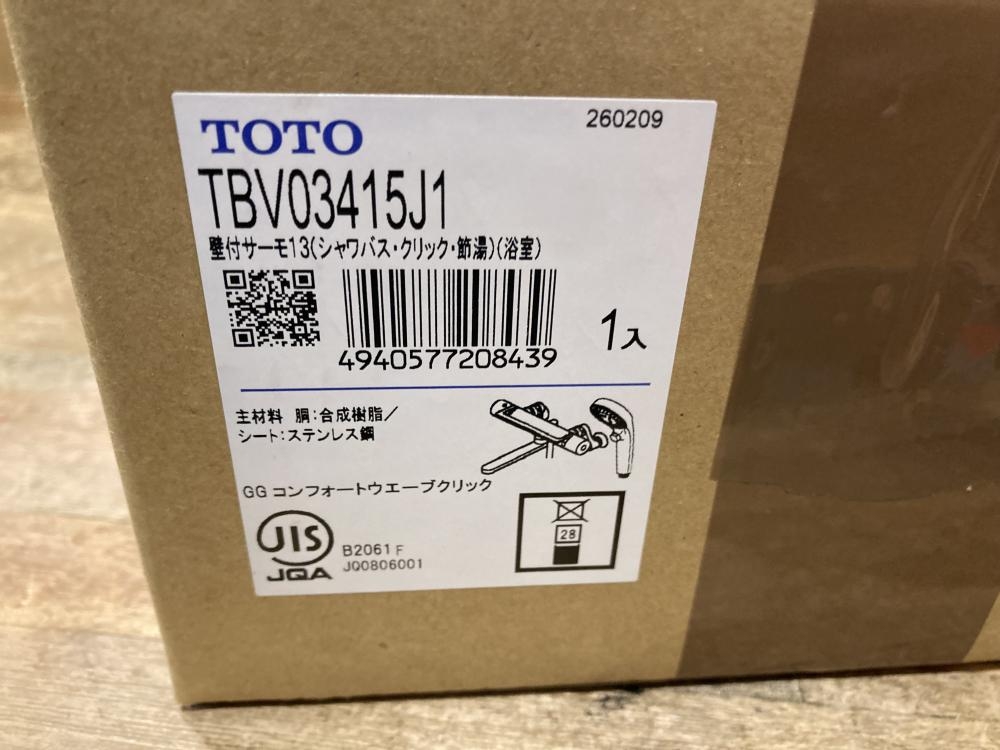 TOTO
260209
TBV03415J1
壁付サーモ13(シャワバス・クリック・節湯)(浴室)
4940577208439
1入
主材料 胴:合成樹脂/
シート:ステンレス鋼
GG コンフォートウエーブクリック
JIS
JQA
B2061 F
JQ0806001
28